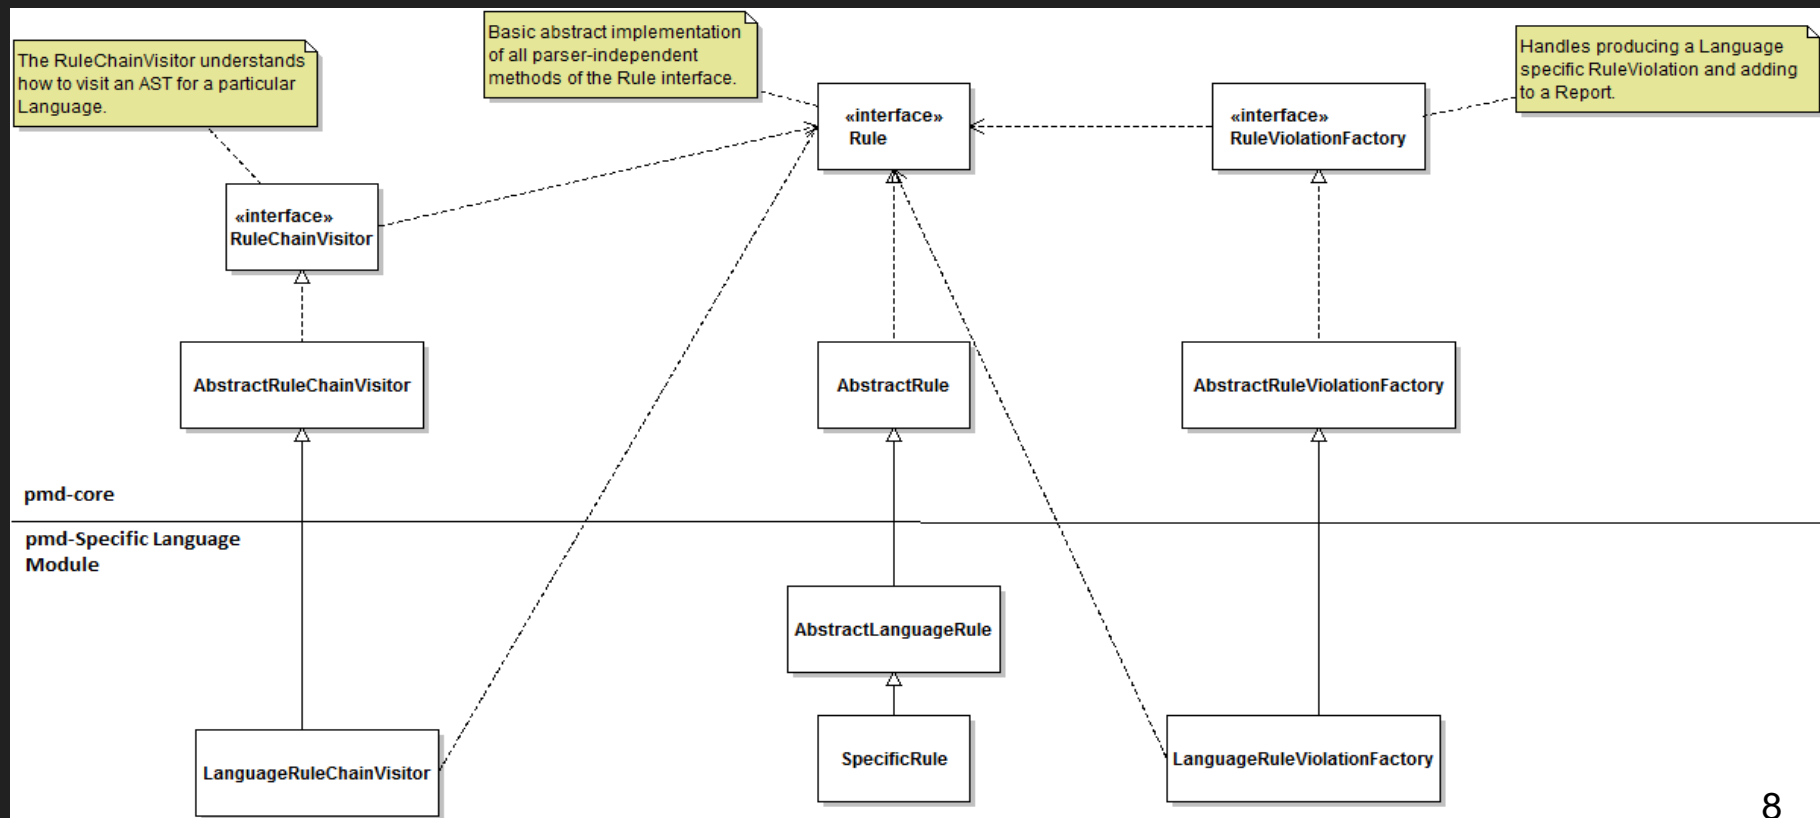 The RuleChainVisitor understands
how to visit an AST for a particular
Language.
Basic abstract implementation
of all parser-independent
methods of the Rule interface.
Handles producing a Language
specific RuleViolation and adding
to a Report.
«interface»
Rule
«interface»
RuleViolationFactory
«interface»
RuleChainVisitor
AbstractRuleChainVisitor
AbstractRule
AbstractRuleViolationFactory
pmd-core
pmd-Specific Language
Module
AbstractLanguageRule
LanguageRuleChainVisitor
SpecificRule
LanguageRuleViolationFactory
8